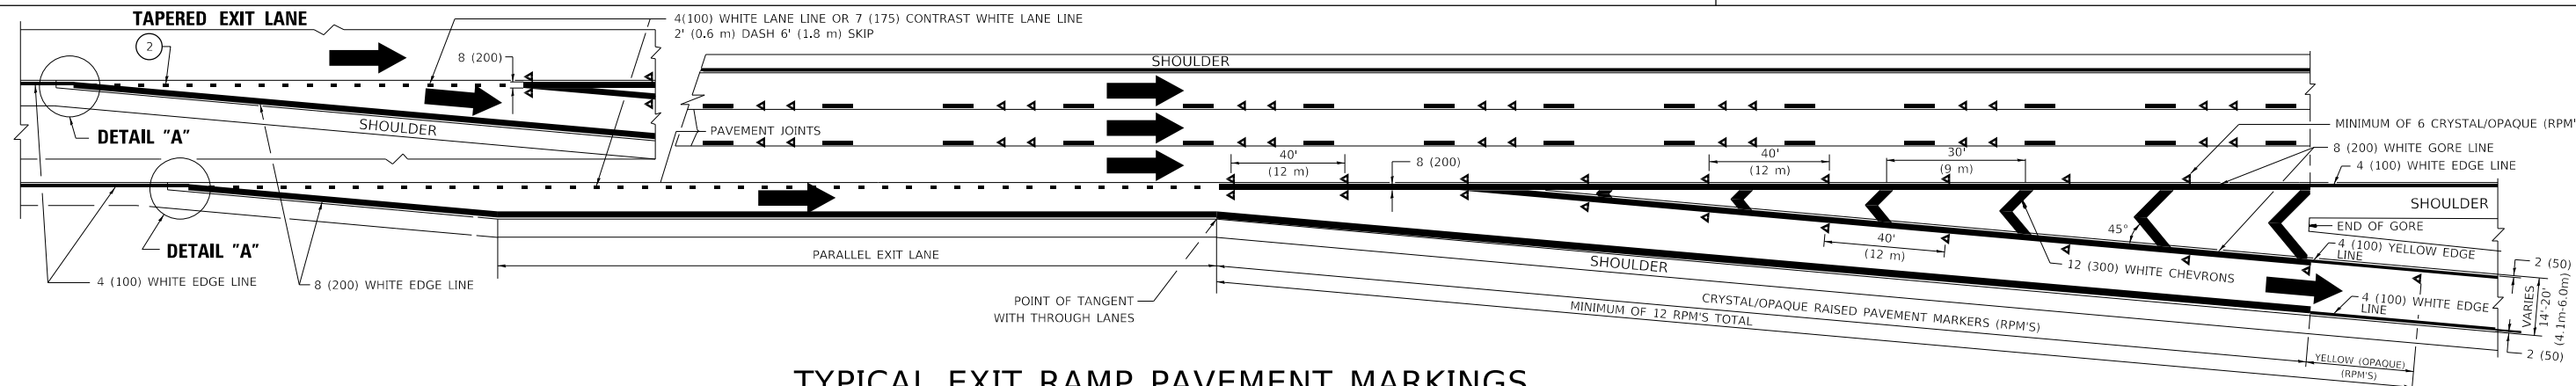 TAPERED EXIT LANE
2
4(100) WHITE LANE LINE OR 7 (175) CONTRAST WHITE LANE LINE
2' (0.6 m) DASH 6' (1.8 m) SKIP
8 (200)
SHOULDER
DETAIL "A"
SHOULDER
PAVEMENT JOINTS
MINIMUM OF 6 CRYSTAL/OPAQUE (RPM'
8 (200) WHITE GORE LINE
4 (100) WHITE EDGE LINE
40'
(12 m)
8 (200)
40'
(12 m)
30'
(9 m)
SHOULDER
END OF GORE
45°
4 (100) YELLOW EDGE
LINE
DETAIL "A"
PARALLEL EXIT LANE
SHOULDER
40'
(12 m)
12 (300) WHITE CHEVRONS
2 (50)
4 (100) WHITE EDGE LINE
8 (200) WHITE EDGE LINE
POINT OF TANGENT
WITH THROUGH LANES
CRYSTAL/OPAQUE RAISED PAVEMENT MARKERS (RPM'S)
MINIMUM OF 12 RPM'S TOTAL
4 (100) WHITE EDGE
LINE
VARIES
14'-20'
(4.1m-6.0m)
2 (50)
YELLOW (OPAQUE)
(RPM'S)
TYPICAL EXIT RAMP PAVEMENT MARKINGS